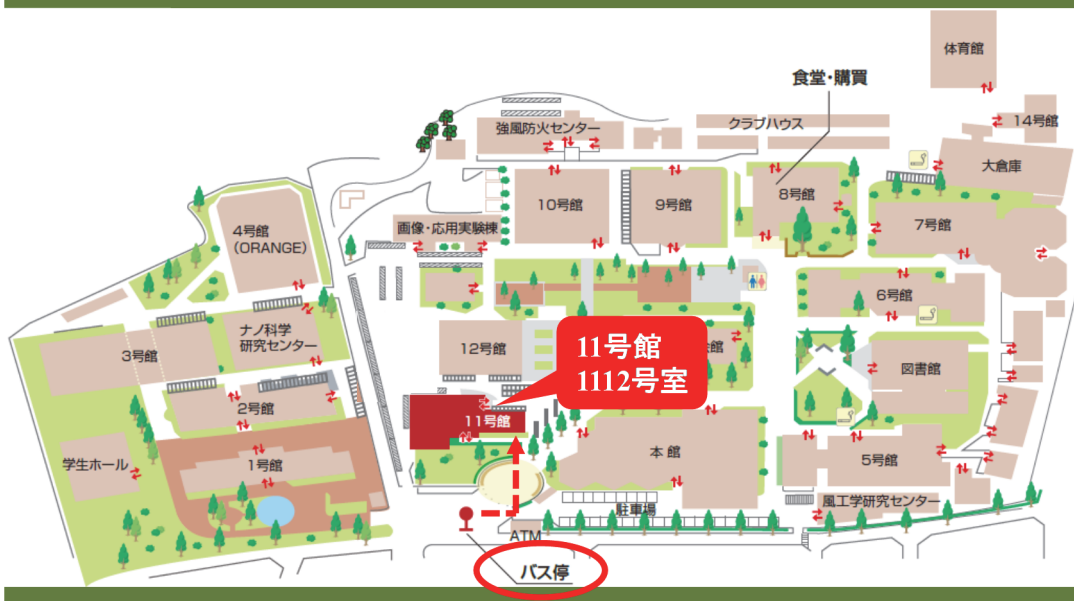 体育館
食堂・購買
14号館
強風防火センター
クラブハウス
大倉庫
10号館
9号館
8号館
7号館
4号館
(ORANGE)
画像・応用実験棟
6号館
ナノ科学
研究センター
3号館
12号館
11号館
1112号室
館
図書館
2号館
11号館
学生ホール
1号館
本館
5号館
風工学研究センター
駐車場
ATM
バス停